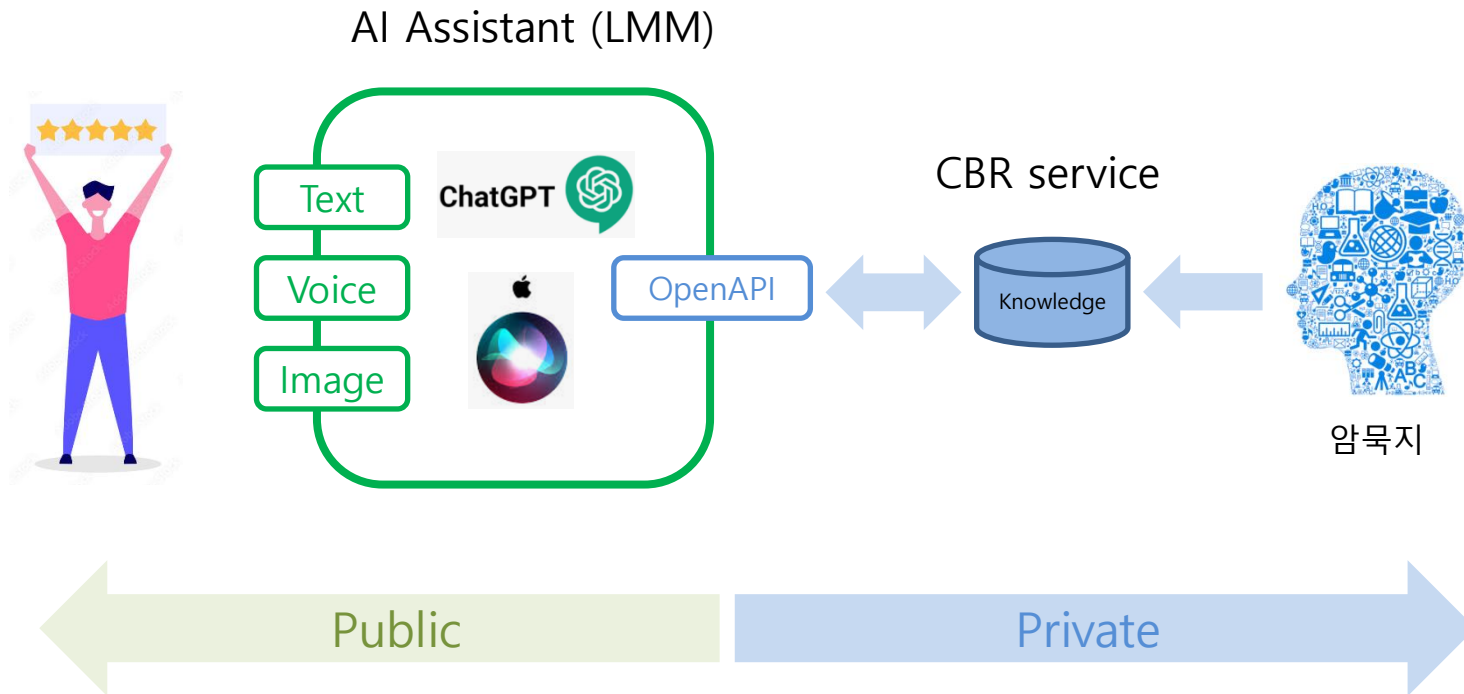 AI Assistant (LMM)
Text
ChatGPT
CBR service
Voice
OpenAPI
Knowledge
Image
암묵지
Public
Private